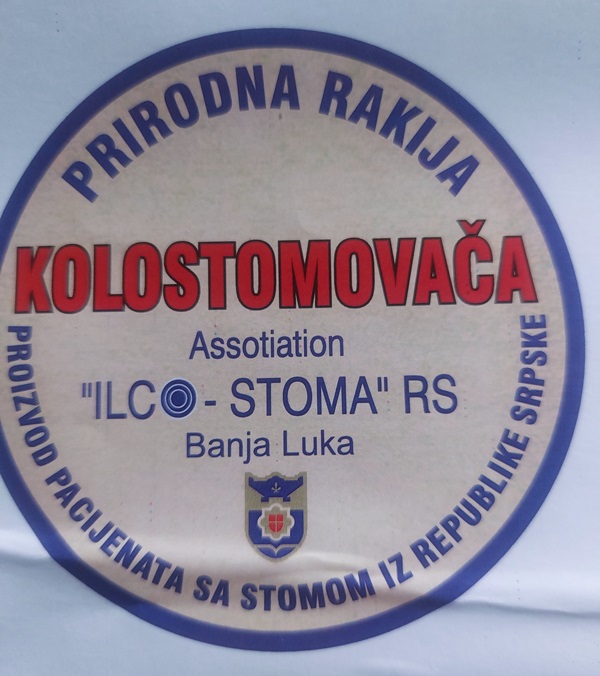 PRIRODNA RAKIJA
KOLOSTOMOVAČA
Assotiation
"ILCO - STOMA" RS
Banja Luka
PROIZVOD PACIJENATA SA STOMOM IZ REPUBLIKE SRPSKE